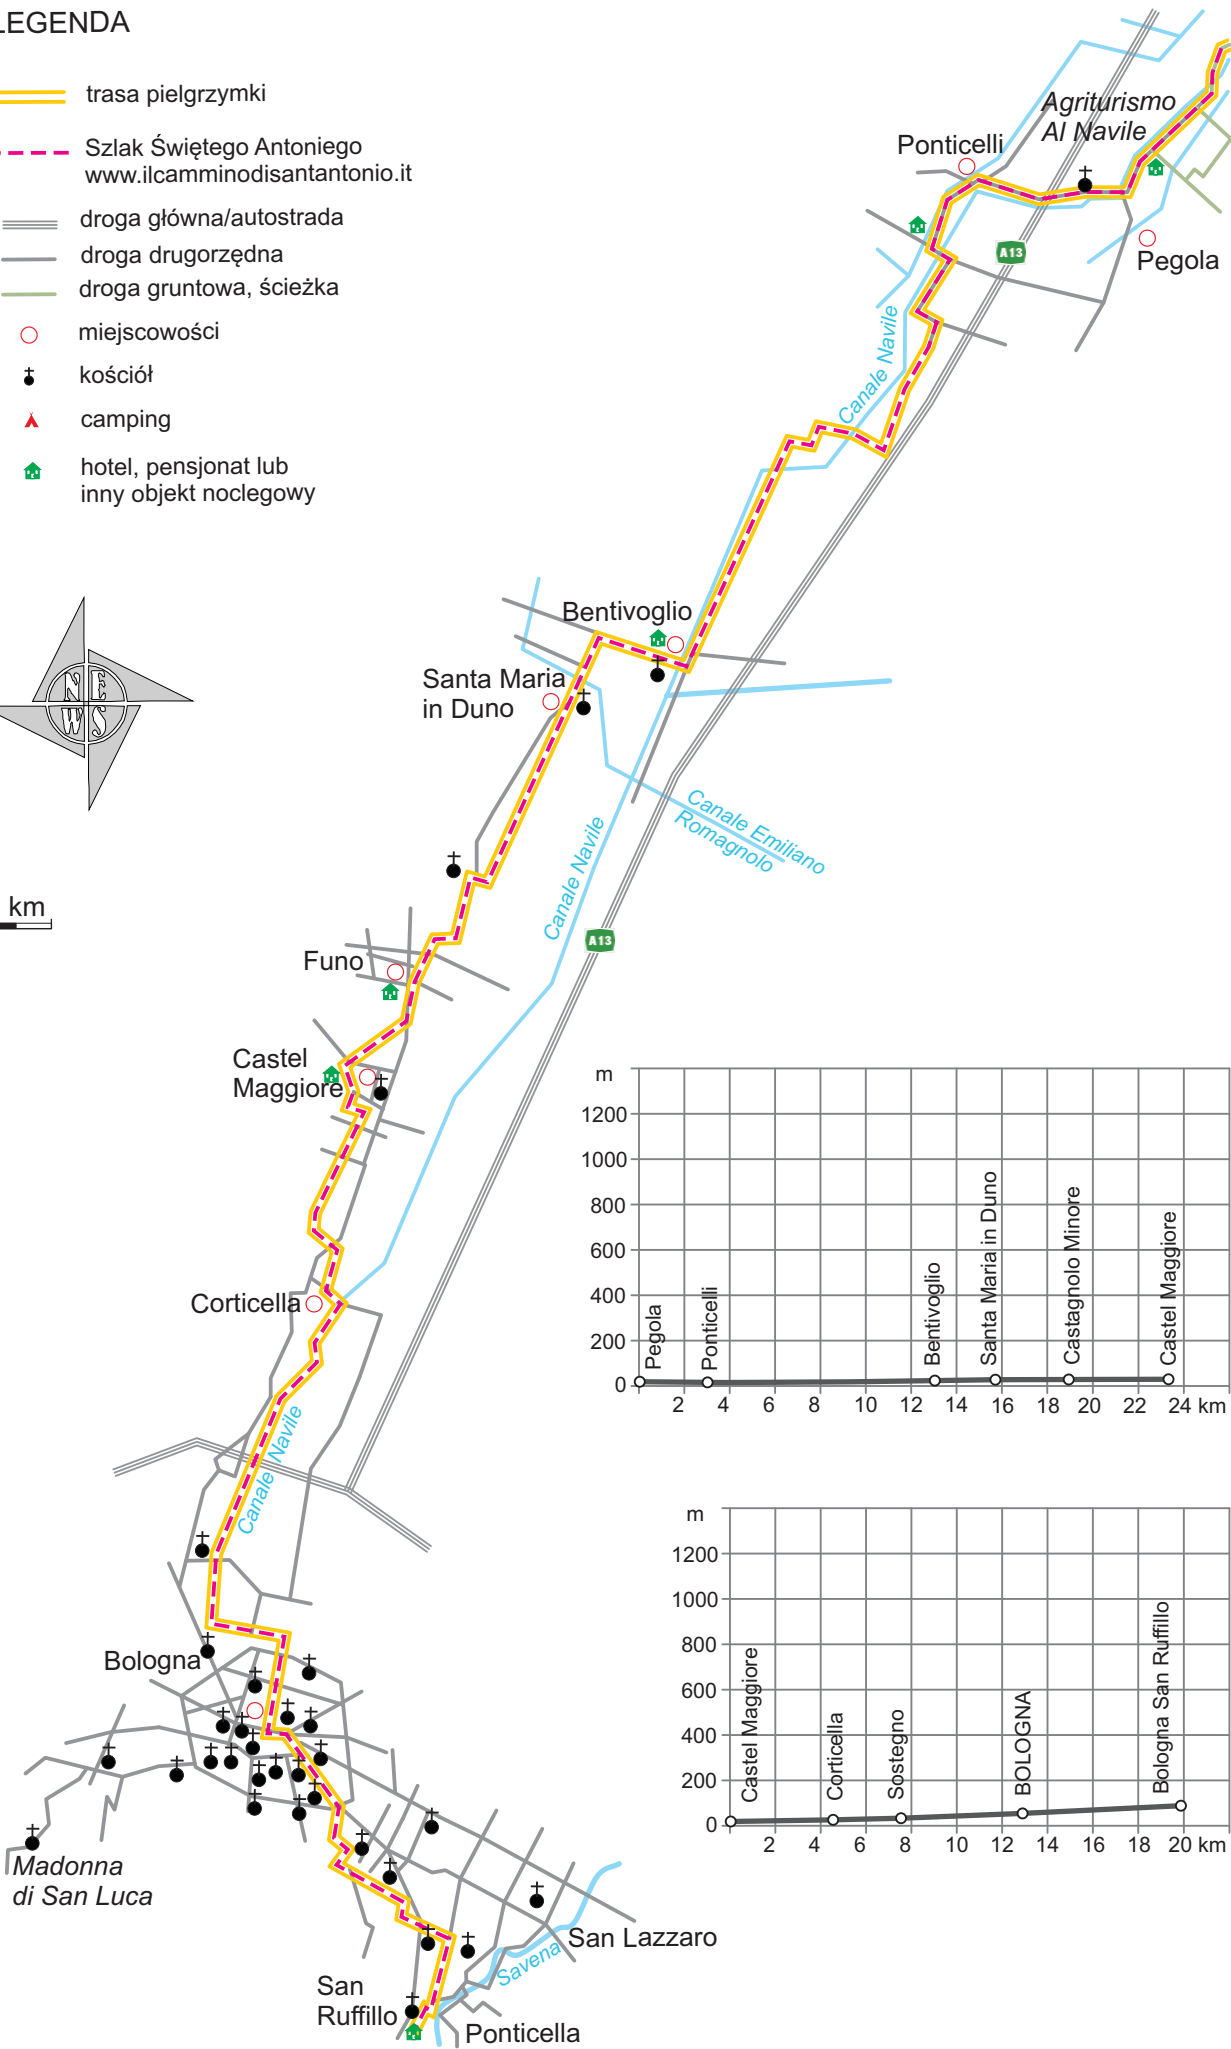 LEGENDA
trasa pielgrzymki
Szlak Świętego Antoniego
www.ilcamminodisantantonio.it
droga główna/autostrada
droga drugorzędna
droga gruntowa, ścieżka
miejscowości
kościół
camping
hotel, pensjonat lub
inny objekt noclegowy
N E
W S
km
Agriturismo
Al Navile
Ponticelli
A13
Pegola
Canale Navile
Bentivoglio
Santa Maria
in Duno
Canale Emiliano
Romagnolo
Canale Navile
A13
Funo
Castel
Maggiore
Corticella
Canale Navile
Bologna
Madonna
di San Luca
San Lazzaro
Savena
San
Ruffillo
Ponticella
m
1200
1000
800
600
400
200
0
Pegola
Ponticelli
Bentivoglio
Santa Maria in Duno
Castagnolo Minore
Castel Maggiore
2 4 6 8 10 12 14 16 18 20 22 24 km
m
1200
1000
800
600
400
200
0
Castel Maggiore
Corticella
Sostegno
BOLOGNA
Bologna San Ruffillo
2 4 6 8 10 12 14 16 18 20 km